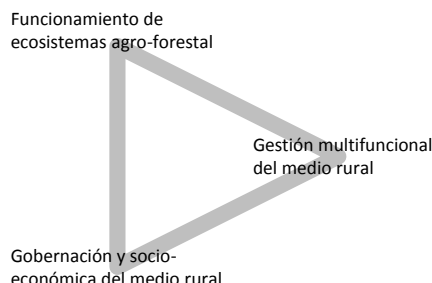 Funcionamiento de
ecosistemas agro-forestal
Gestión multifuncional
del medio rural
Gobernación y socio-
económica del medio rural